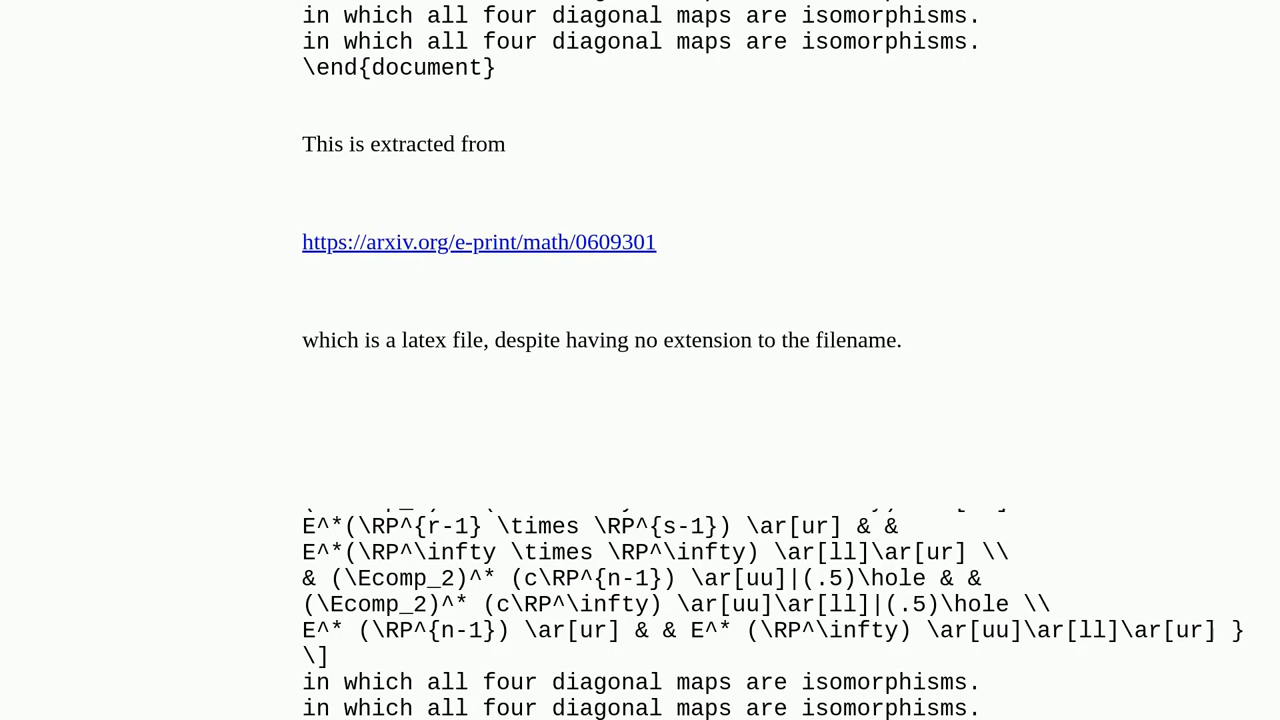 in which all four diagonal maps are isomorphisms.
in which all four diagonal maps are isomorphisms.
\end{document}
This is extracted from
https://arxiv.org/e-print/math/0609301
which is a latex file, despite having no extension to the filename.
E^*(\RP^{r-1} \times \RP^{s-1}) \ar[ur] & &
E^*(\RP^\infty \times \RP^\infty) \ar[ll]\ar[ur] \\
& (\Ecomp_2)^* (c\RP^{n-1}) \ar[uu]|(.5)\hole & &
(\Ecomp_2)^* (c\RP^\infty) \ar[uu]\ar[ll]|(.5)\hole \\
E^* (\RP^{n-1}) \ar[ur] & & E^* (\RP^\infty) \ar[uu]\ar[ll]\ar[ur] }
\]
in which all four diagonal maps are isomorphisms.
in which all four diagonal maps are isomorphisms.